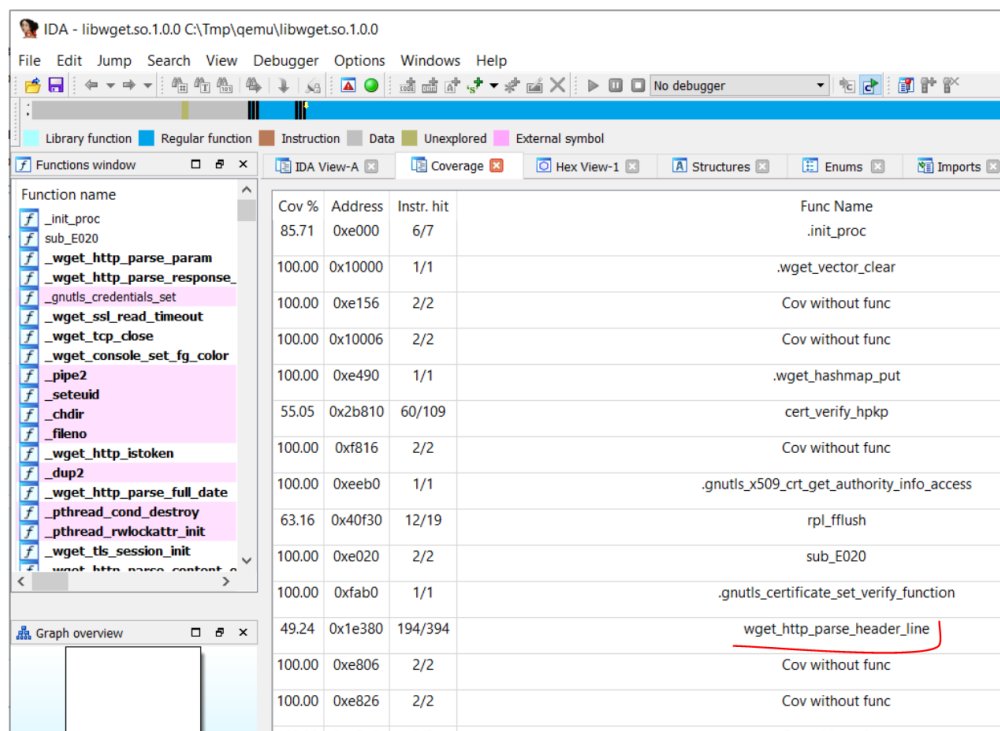 IDA - libwget.so.1.0.0 C:\Tmp\qemu\libwget.so.1.0.0
File Edit Jump Search View Debugger Options Windows Help
No debugger
Library function Regular function Instruction Data Unexplored External symbol
Functions window
IDA View-A Coverage Hex View-1 Structures Enums Imports
Function name
_init_proc
sub_E020
_wget_http_parse_param
_wget_http_parse_response_
_gnutls_credentials_set
_wget_ssl_read_timeout
_wget_tcp_close
_wget_console_set_fg_color
_pipe2
_seteuid
_chdir
_fileno
_wget_http_istoken
_dup2
_wget_http_parse_full_date
_pthread_cond_destroy
_pthread_rwlockattr_init
_wget_tls_session_init
Graph overview
Cov % Address Instr. hit Func Name
85.71 0xe000 6/7 .init_proc
100.00 0x10000 1/1 .wget_vector_clear
100.00 0xe156 2/2 Cov without func
100.00 0x10006 2/2 Cov without func
100.00 0xe490 1/1 .wget_hashmap_put
55.05 0x2b810 60/109 cert_verify_hpkp
100.00 0xf816 2/2 Cov without func
100.00 0xeeb0 1/1 .gnutls_x509_crt_get_authority_info_access
63.16 0x40f30 12/19 rpl_fflush
100.00 0xe020 2/2 sub_E020
100.00 0xfab0 1/1 .gnutls_certificate_set_verify_function
49.24 0x1e380 194/394 wget_http_parse_header_line
100.00 0xe806 2/2 Cov without func
100.00 0xe826 2/2 Cov without func